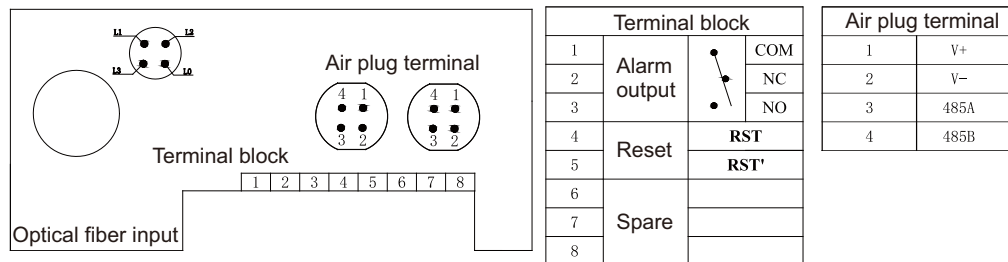 L1 L2
L3 L0
Air plug terminal
4 1 4 1
3 2 3 2
Terminal block
1 2 3 4 5 6 7 8
Optical fiber input
Terminal block
1 Alarm output COM
2 NC
3 NO
4 Reset RST
5 RST'
6 Spare
7
8
Air plug terminal
1 V+
2 V-
3 485A
4 485B